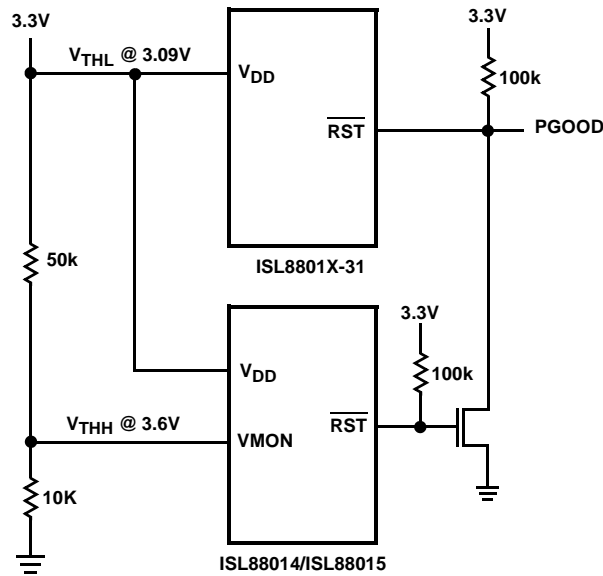 3.3V
3.3V
VTHL @ 3.09V
VDD
100k
RST
PGOOD
50k
ISL8801X-31
3.3V
VDD
100k
VTHH @ 3.6V
VMON
RST
10K
ISL88014/ISL88015